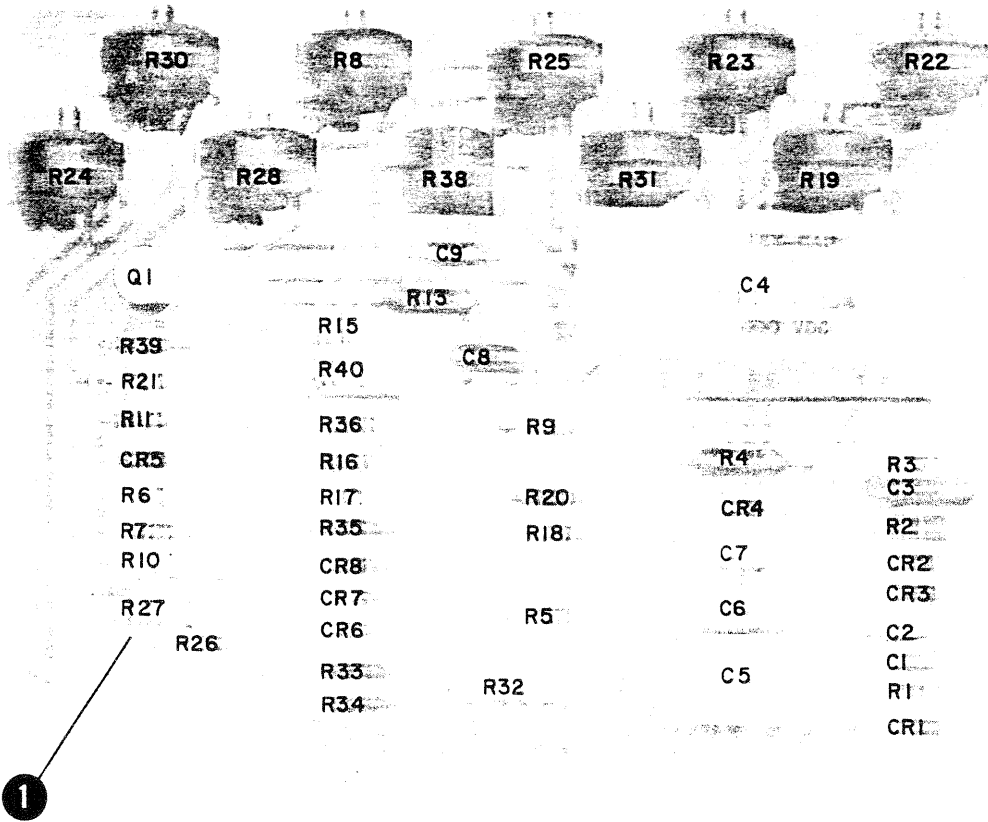 R30 R8 R25 R23 R22
R24 R28 R38 R31 R19
C9
Q1 C4
R13
R15
R39 C8
R40
R21
R11 R36 R9
CR5 R16 R4 R3
C3
R6 R17 R20 CR4
R7 R35 R18 R2
R10 CR8 C7 CR2
CR7 CR3
R27 C6
R5
R26 CR6 C2
C1
R33 C5
R32 R1
R34
CR1
1